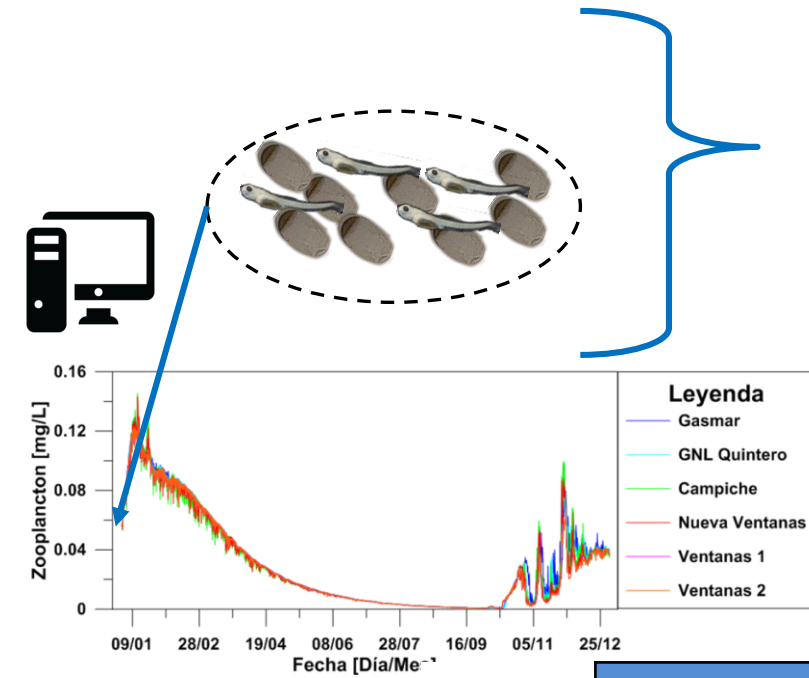 0.16
0.12
0.08
0.04
0
Zooplancton [mg/L]
09/01 28/02 19/04 08/06 28/07 16/09 05/11 25/12
Fecha [Día/Mes]
Leyenda
Gasmar
GNL Quintero
Campiche
Nueva Ventanas
Ventanas 1
Ventanas 2